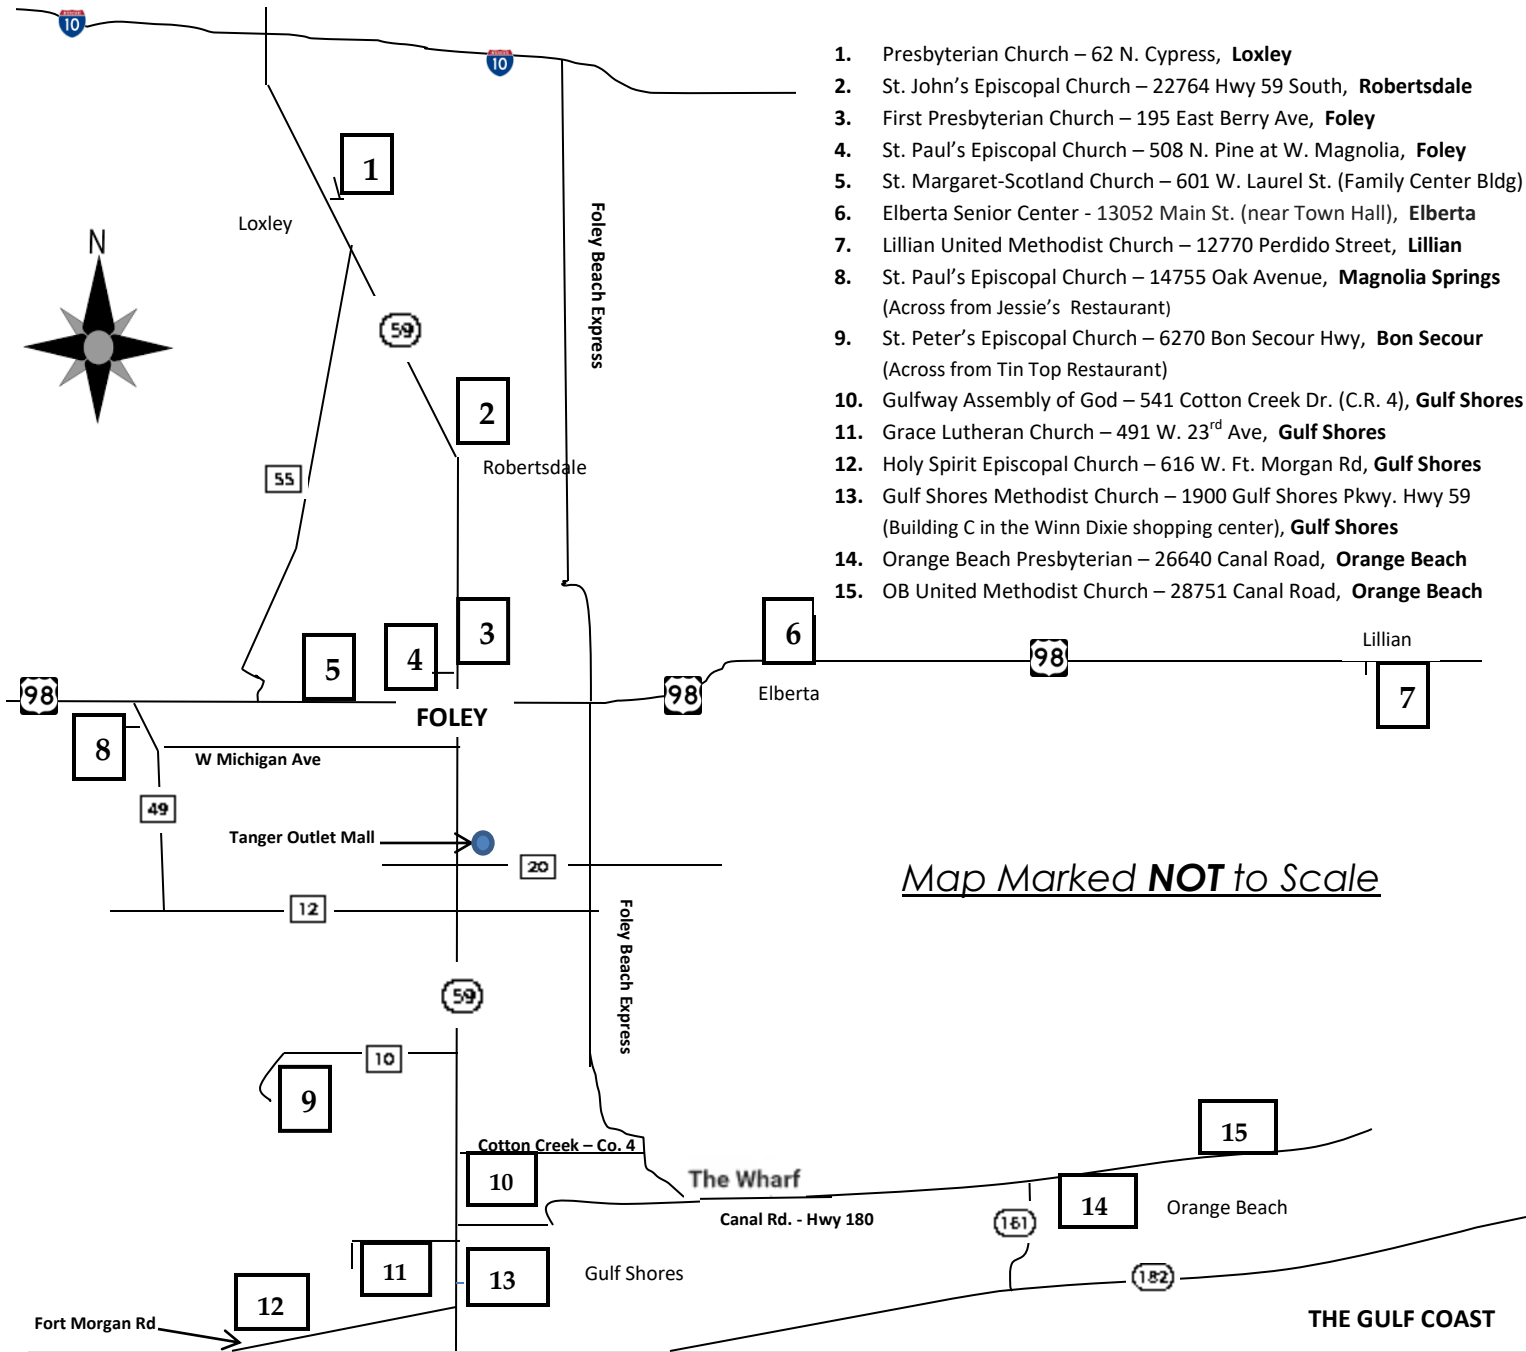 10
10
1. Presbyterian Church – 62 N. Cypress, Loxley
2. St. John’s Episcopal Church – 22764 Hwy 59 South, Robertsdale
3. First Presbyterian Church – 195 East Berry Ave, Foley
4. St. Paul’s Episcopal Church – 508 N. Pine at W. Magnolia, Foley
5. St. Margaret-Scotland Church – 601 W. Laurel St. (Family Center Bldg)
6. Elberta Senior Center - 13052 Main St. (near Town Hall), Elberta
7. Lillian United Methodist Church – 12770 Perdido Street, Lillian
8. St. Paul’s Episcopal Church – 14755 Oak Avenue, Magnolia Springs
(Across from Jessie’s Restaurant)
9. St. Peter’s Episcopal Church – 6270 Bon Secour Hwy, Bon Secour
(Across from Tin Top Restaurant)
10. Gulfway Assembly of God – 541 Cotton Creek Dr. (C.R. 4), Gulf Shores
11. Grace Lutheran Church – 491 W. 23rd Ave, Gulf Shores
12. Holy Spirit Episcopal Church – 616 W. Ft. Morgan Rd, Gulf Shores
13. Gulf Shores Methodist Church – 1900 Gulf Shores Pkwy. Hwy 59
(Building C in the Winn Dixie shopping center), Gulf Shores
14. Orange Beach Presbyterian – 26640 Canal Road, Orange Beach
15. OB United Methodist Church – 28751 Canal Road, Orange Beach
1
Loxley
N
Foley Beach Express
59
2
Robertsdale
55
3
4
5
6
Lillian
98
98
98
7
Elberta
FOLEY
8
W Michigan Ave
49
Tanger Outlet Mall
20
Map Marked NOT to Scale
12
Foley Beach Express
59
10
9
15
Cotton Creek – Co. 4
10
The Wharf
14
Orange Beach
Canal Rd. - Hwy 180
161
11
13
Gulf Shores
182
12
Fort Morgan Rd
THE GULF COAST